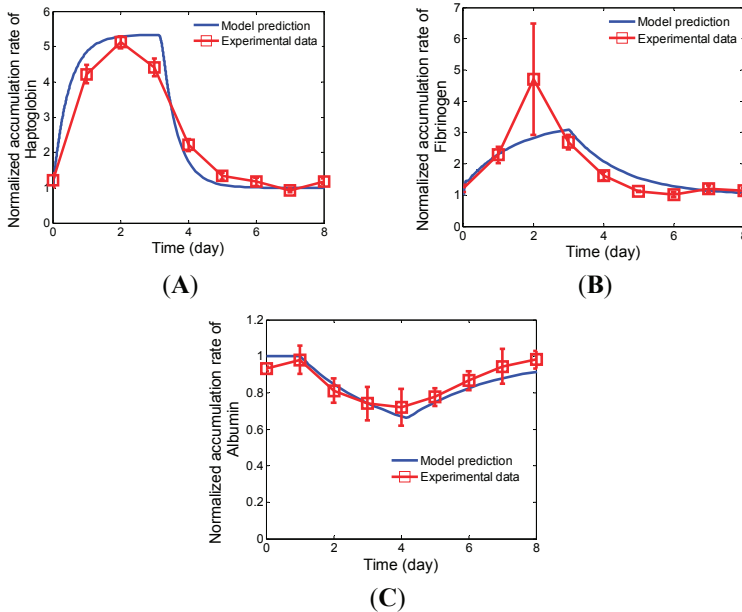 Normalized accumulation rate of
Haptoglobin
6
5
4
3
2
1
0
0
2
4
6
8
Time (day)
Model prediction
Experimental data
(A)
Normalized accumulation rate of
Fibrinogen
7
6
5
4
3
2
1
0
0
2
4
6
8
Time (day)
Model prediction
Experimental data
(B)
Normalized accumulation rate of
Albumin
1.2
1
0.8
0.6
0.4
0.2
0
0
2
4
6
8
Time (day)
Model prediction
Experimental data
(C)